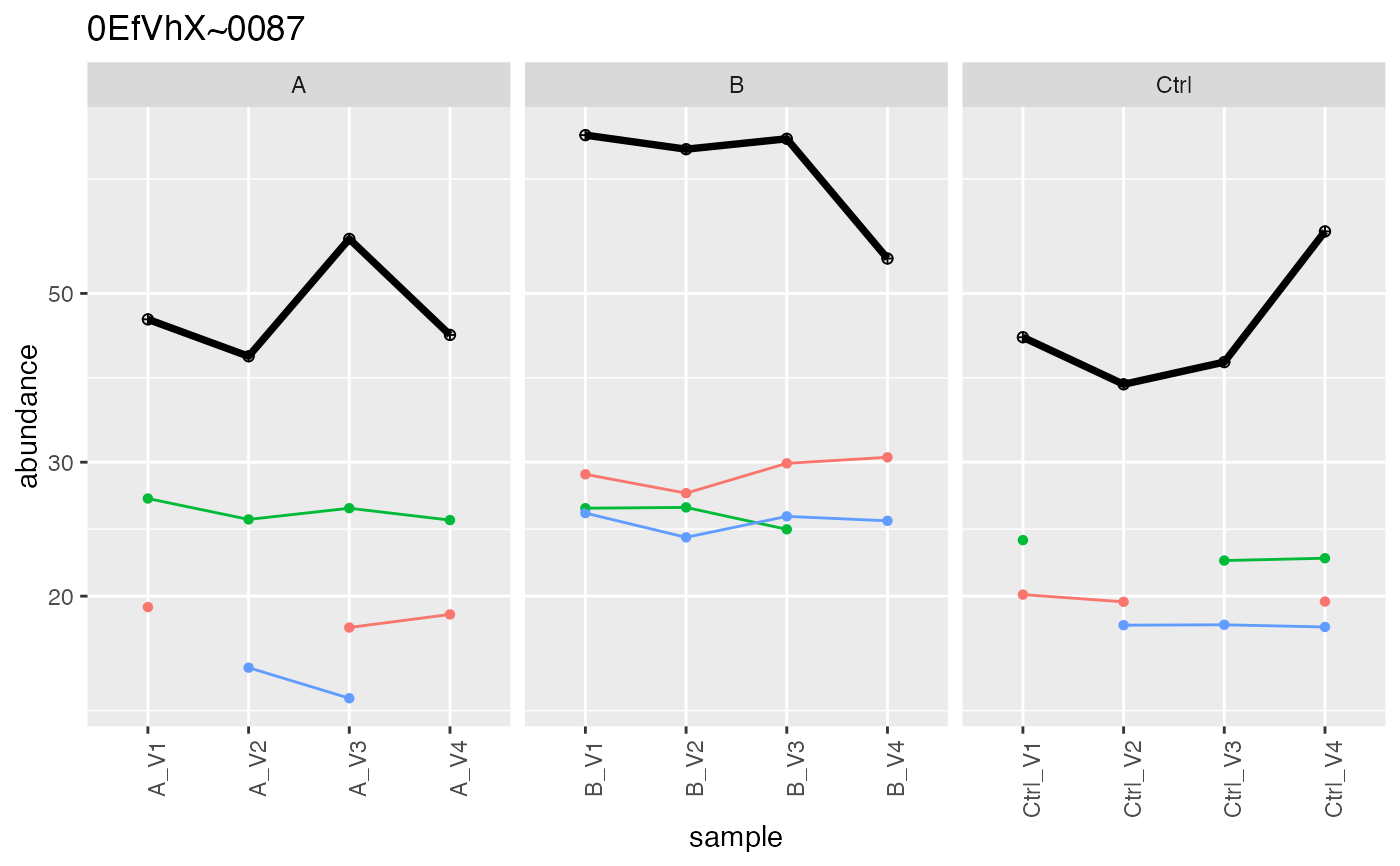 0EfVhX~0087
A
B
Ctrl
abundance
50
30
20
A_V1
A_V2
A_V3
A_V4
B_V1
B_V2
B_V3
B_V4
Ctrl_V1
Ctrl_V2
Ctrl_V3
Ctrl_V4
sample